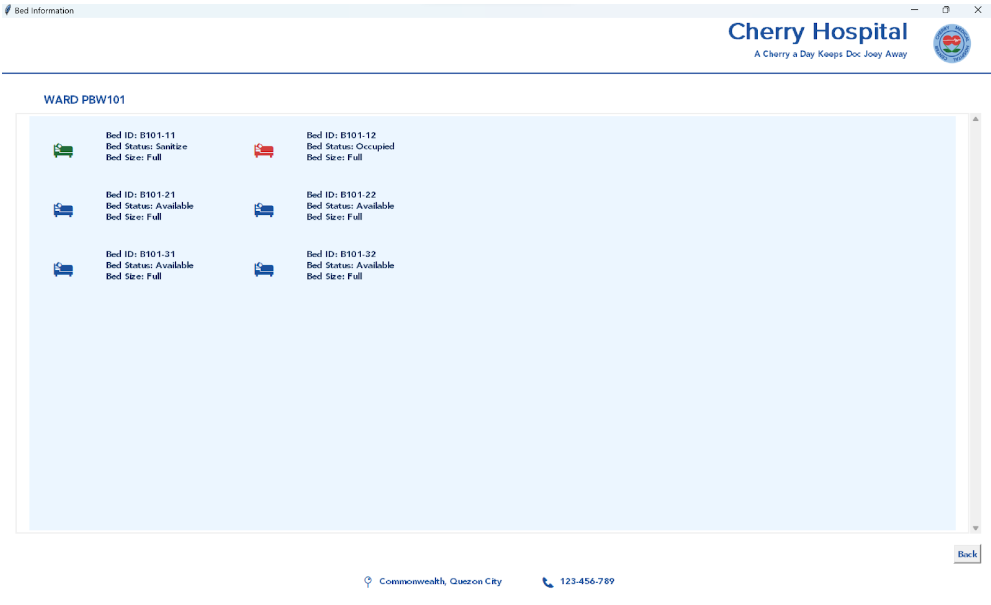 Bed Information
Cherry Hospital
A Cherry a Day Keeps Doc Joey Away
WARD PBW101
Bed ID: B101-11
Bed Status: Sanitize
Bed Size: Full
Bed ID: B101-12
Bed Status: Occupied
Bed Size: Full
Bed ID: B101-21
Bed Status: Available
Bed Size: Full
Bed ID: B101-22
Bed Status: Available
Bed Size: Full
Bed ID: B101-31
Bed Status: Available
Bed Size: Full
Bed ID: B101-32
Bed Status: Available
Bed Size: Full
Back
Commonwealth, Quezon City
123-456-789